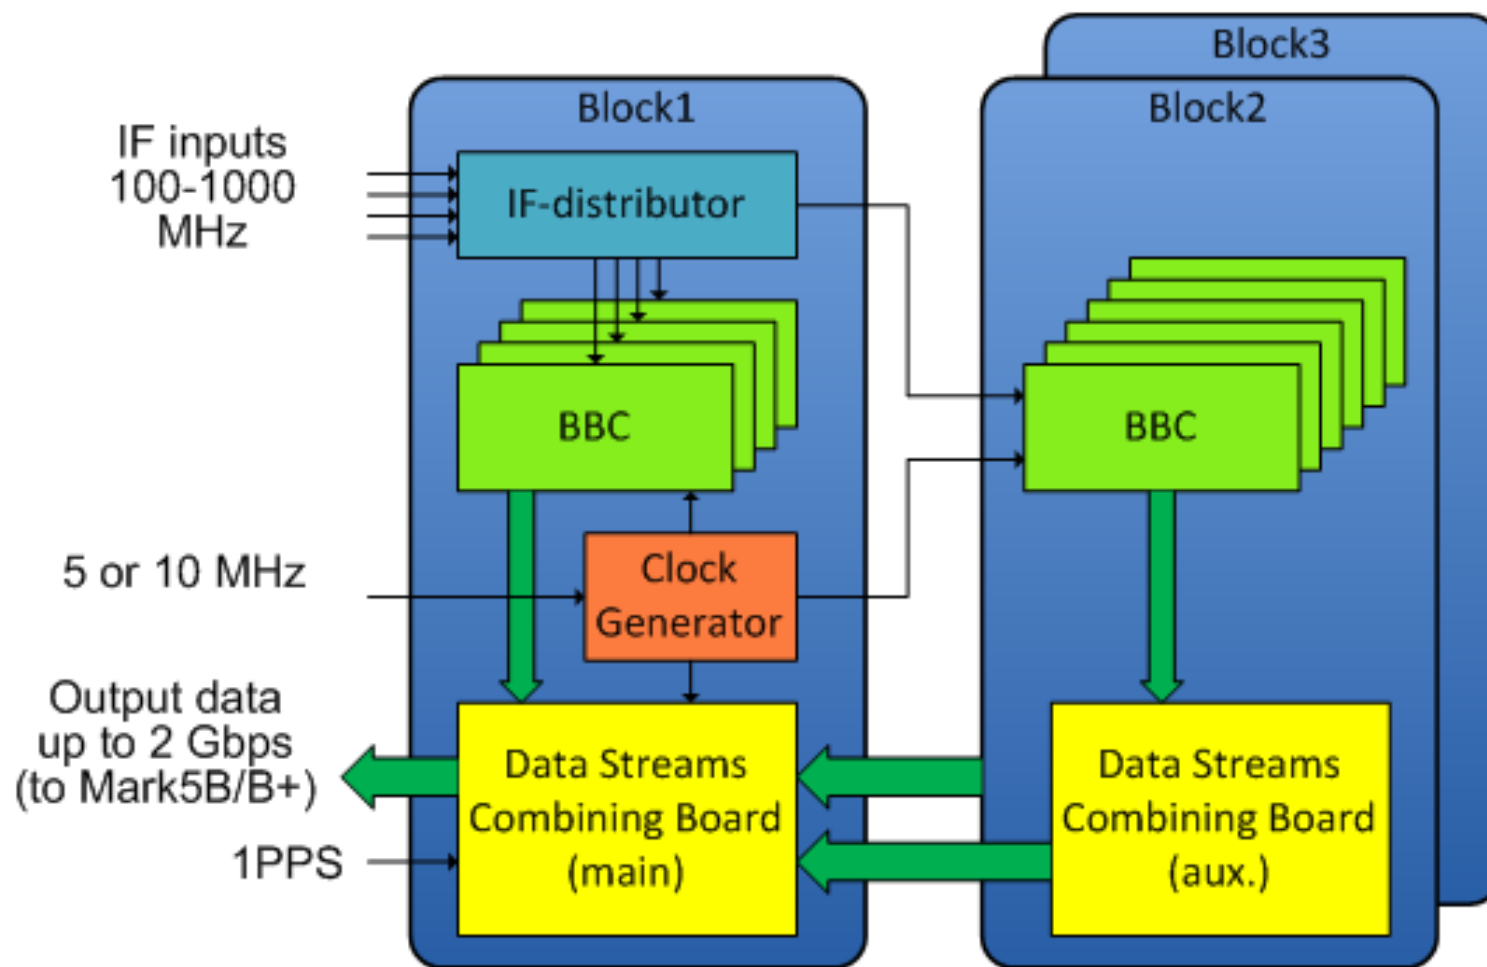 Block3
Block1
Block2
IF inputs
100-1000
MHz
IF-distributor
BBC
BBC
5 or 10 MHz
Clock
Generator
Output data
up to 2 Gbps
(to Mark5B/B+)
1PPS
Data Streams
Combining Board
(main)
Data Streams
Combining Board
(aux.)